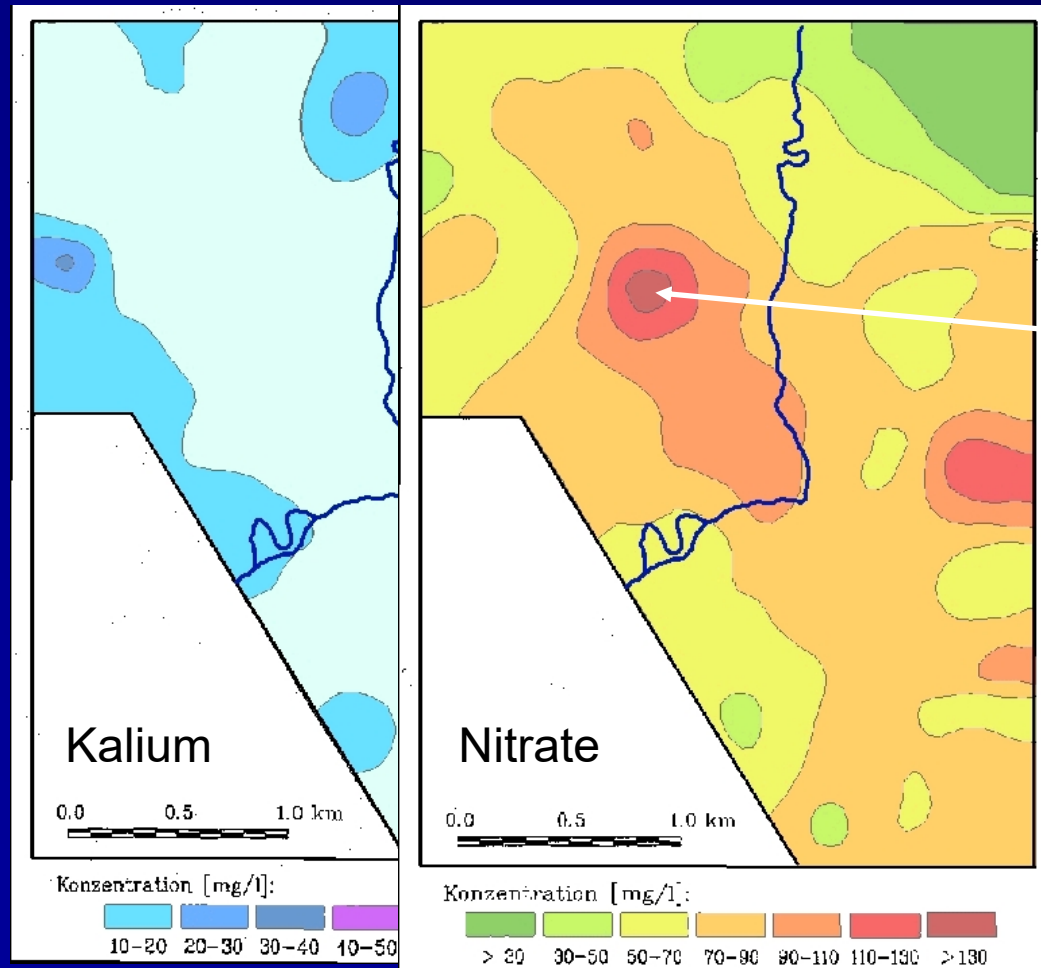 Kalium
0.0 0.5 1.0 km
Konzentration [mg/l]:
10-20 20-30 30-40 40-50
Nitrate
0.0 0.5 1.0 km
Konzentration [mg/l]:
> 30 30-50 50-70 70-90 90-110 110-130 >130